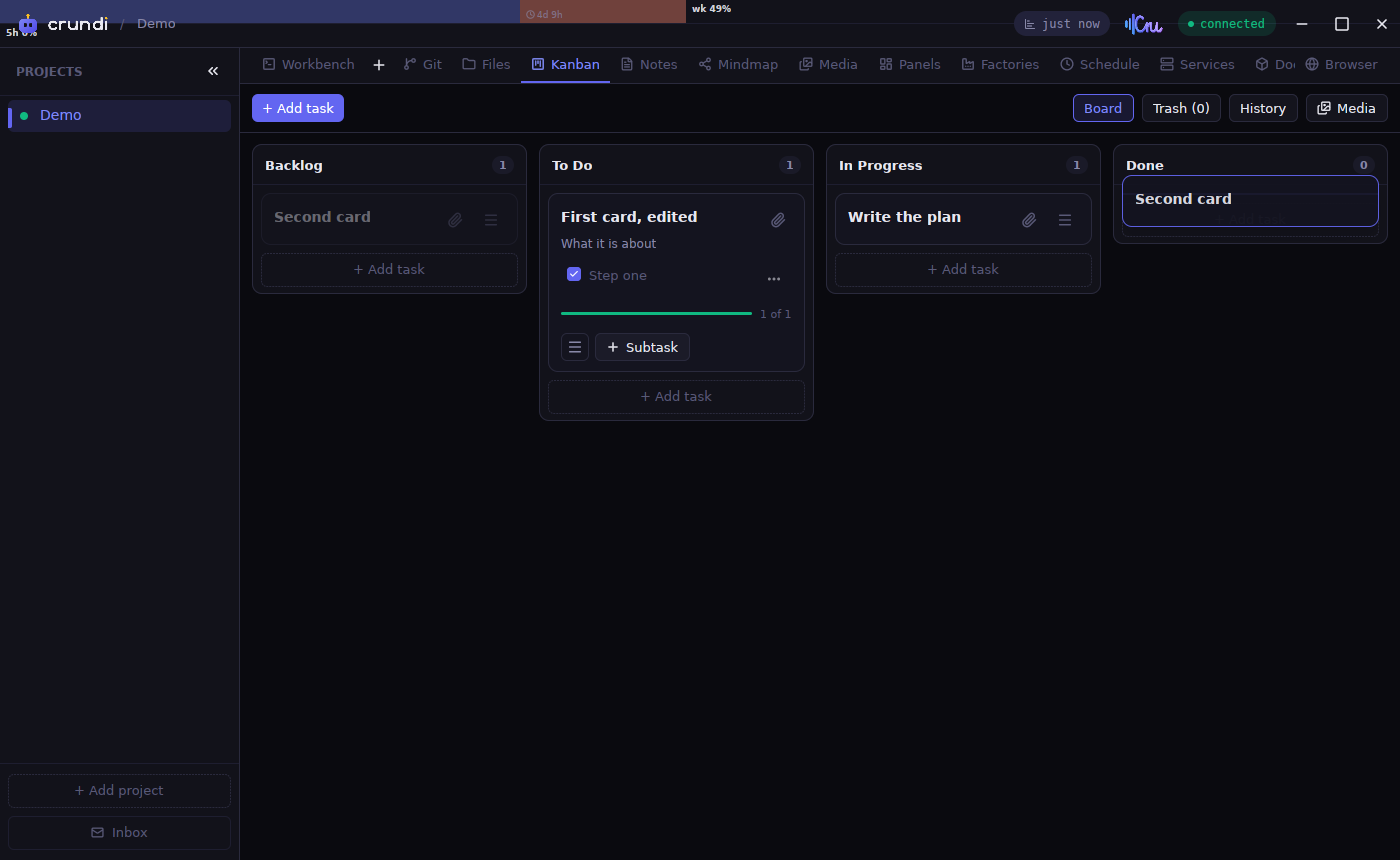 4d 9h
wk 49%
crundi / Demo
just now
Cru
connected
PROJECTS
Workbench
Git
Files
Kanban
Notes
Mindmap
Media
Panels
Factories
Schedule
Services
Browser
Demo
+ Add task
Board
Trash (0)
History
Media
Backlog 1
To Do 1
In Progress 1
Done 0
Second card
First card, edited
Write the plan
Second card
What it is about
+ Add task
Step one
+ Add task
1 of 1
+ Subtask
+ Add task
+ Add project
Inbox